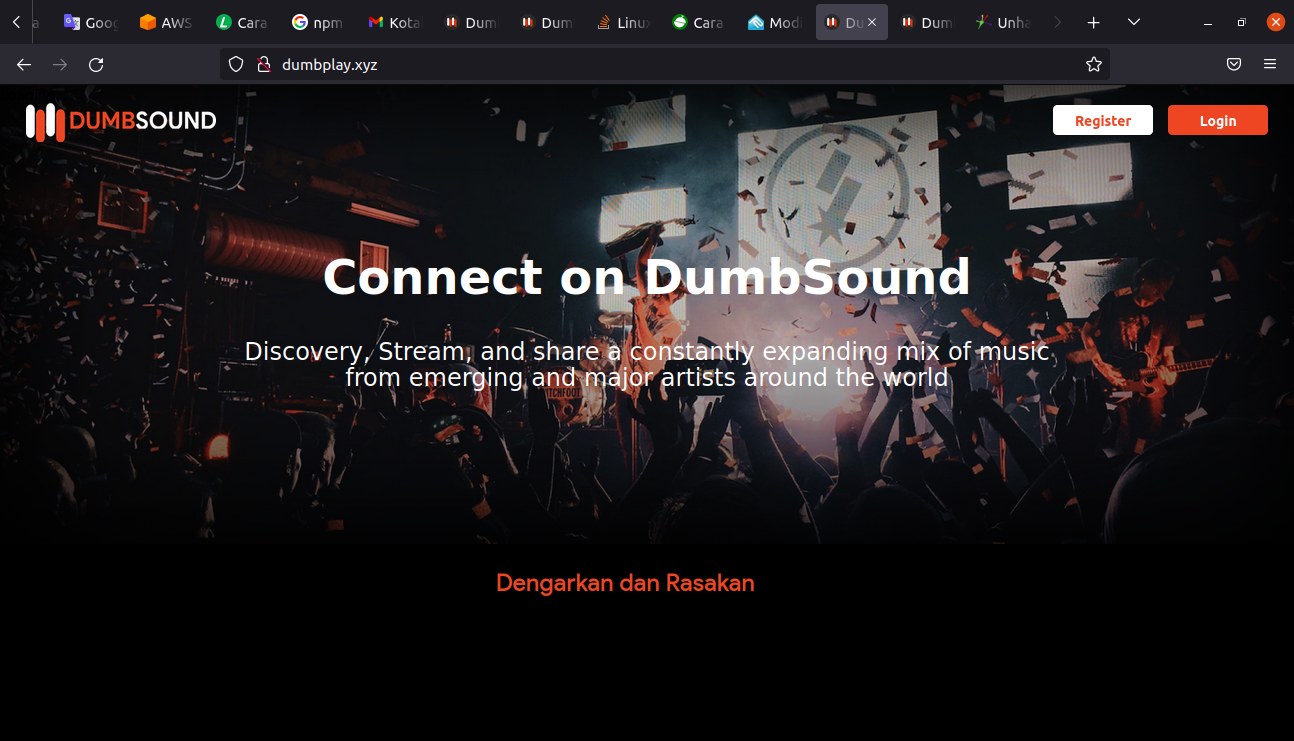 Goog
AWS
Cara
npm
Kota
Dum
Dum
Linux
Cara
Modi
Du
Dum
Unha
dumbplay.xyz
DUMBSOUND
Register
Login
Connect on DumbSound
Discovery, Stream, and share a constantly expanding mix of music
from emerging and major artists around the world
Dengarkan dan Rasakan